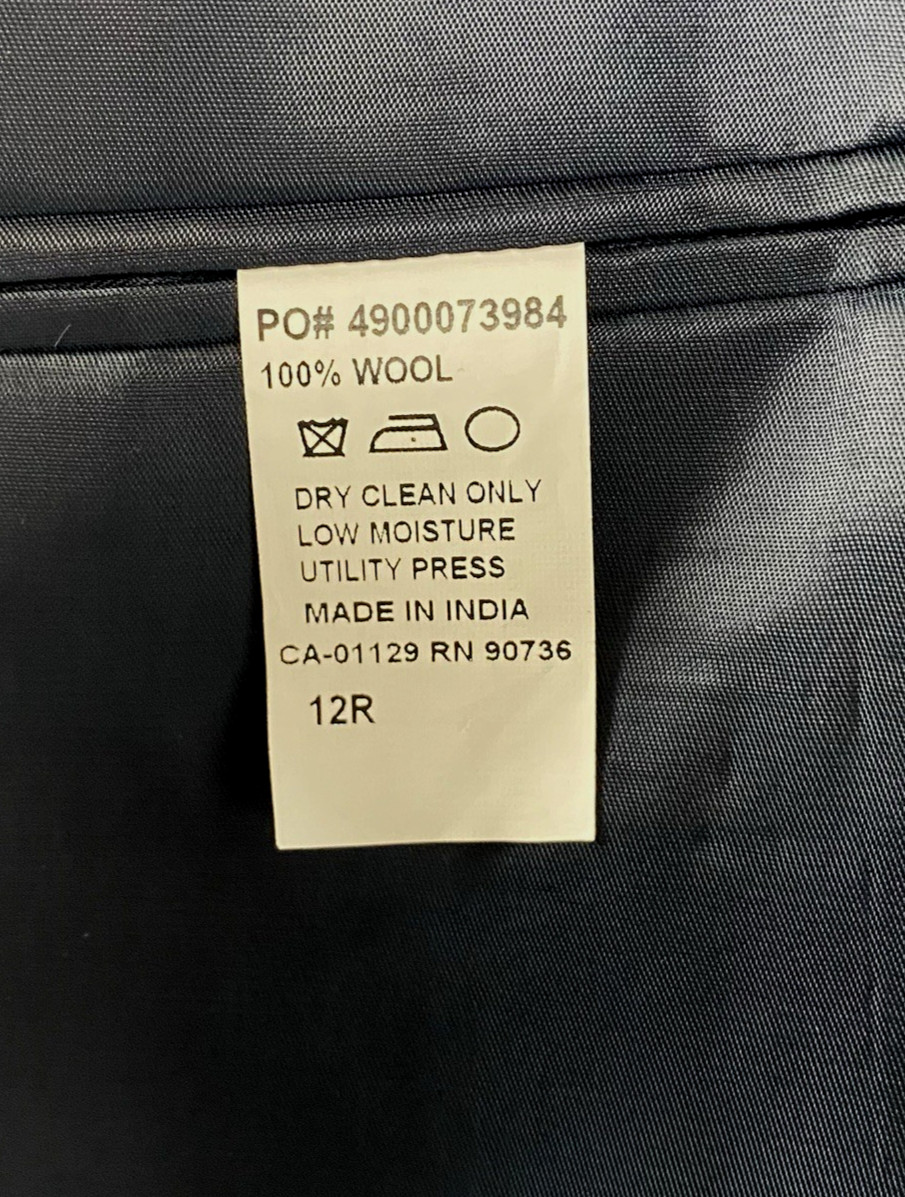 PO# 4900073984
100% WOOL
DRY CLEAN ONLY
LOW MOISTURE
UTILITY PRESS
MADE IN INDIA
CA-01129 RN 90736
12R